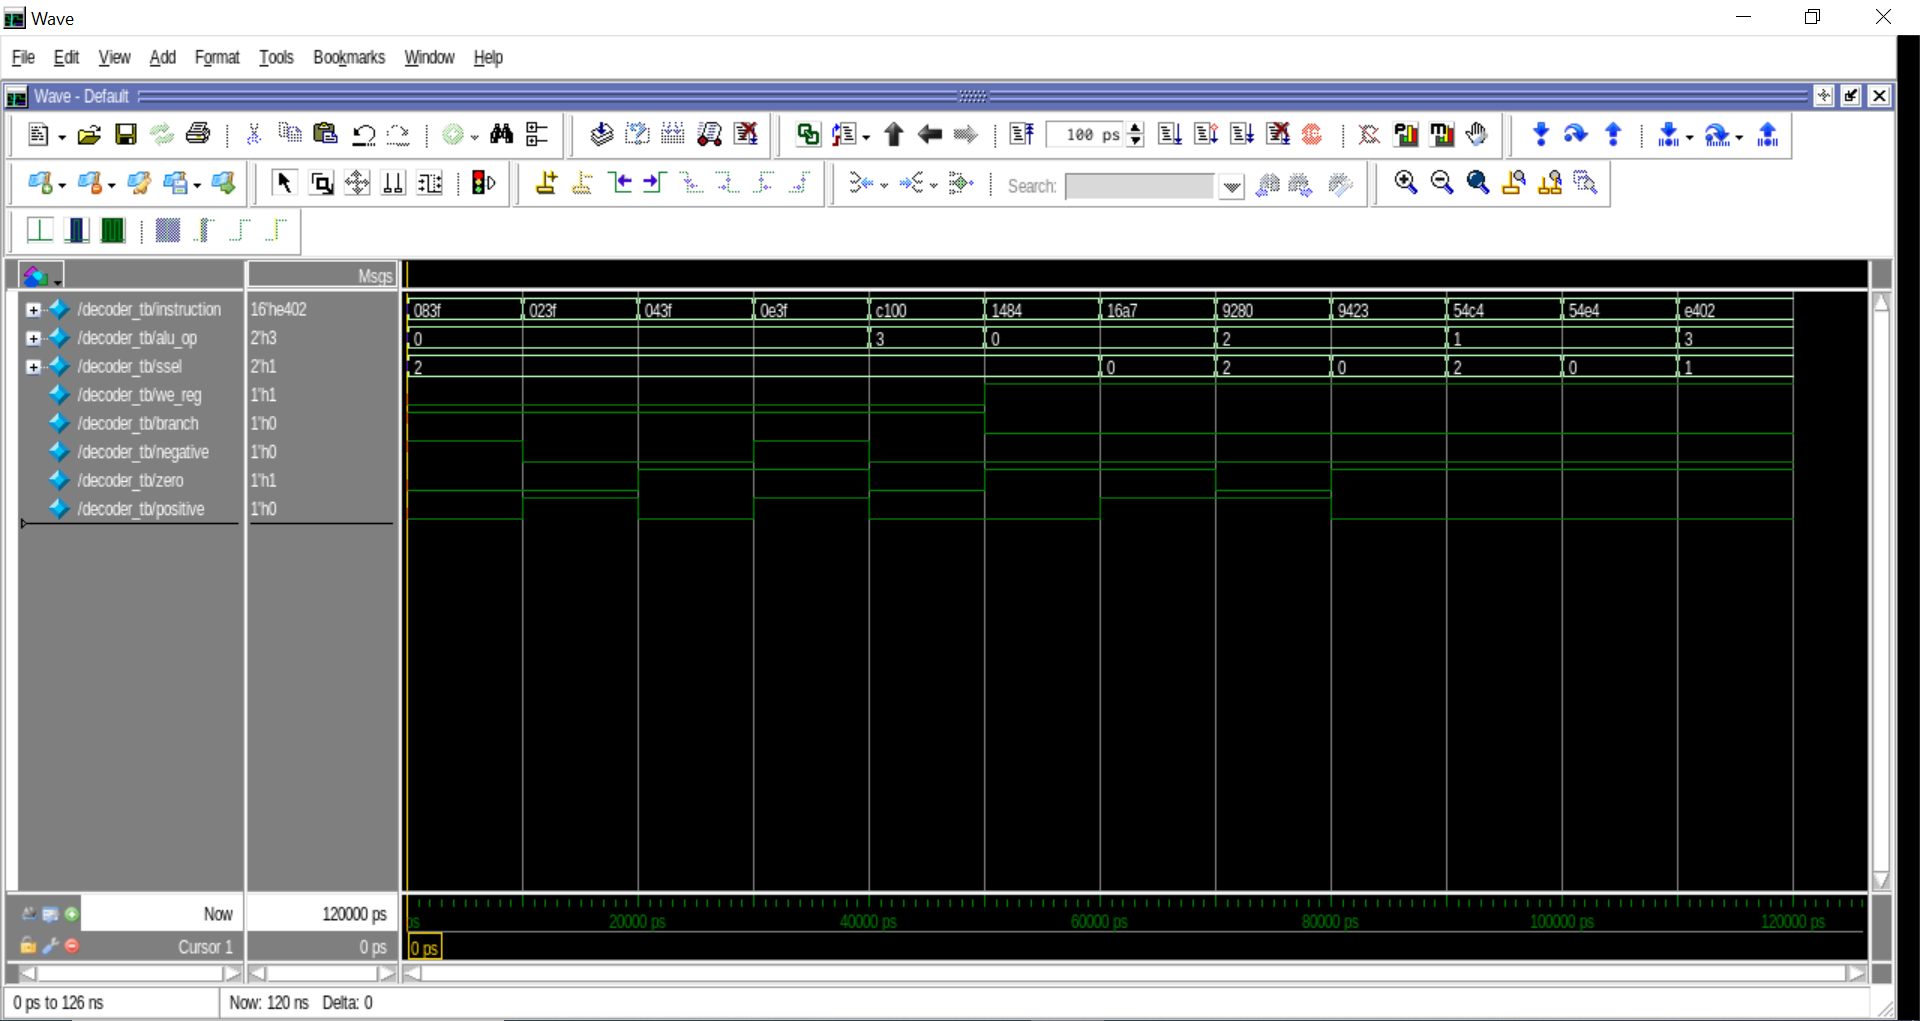 Wave
File Edit View Add Format Tools Bookmarks Window Help
Wave - Default
100 ps
Search:
Msgs
/decoder_tb/instruction 16'he402 083f 023f 043f 0e3f c100 1484 16a7 9280 9423 54c4 54e4 e402
/decoder_tb/alu_op 2'h3 0 3 0 2 1 3
/decoder_tb/ssel 2'h1 2 0 2 0 2 0 1
/decoder_tb/we_reg 1'h1
/decoder_tb/branch 1'h0
/decoder_tb/negative 1'h0
/decoder_tb/zero 1'h1
/decoder_tb/positive 1'h0
Now 120000 ps ps 20000 ps 40000 ps 60000 ps 80000 ps 100000 ps 120000 ps
Cursor 1 0 ps 0 ps
0 ps to 126 ns Now: 120 ns Delta: 0